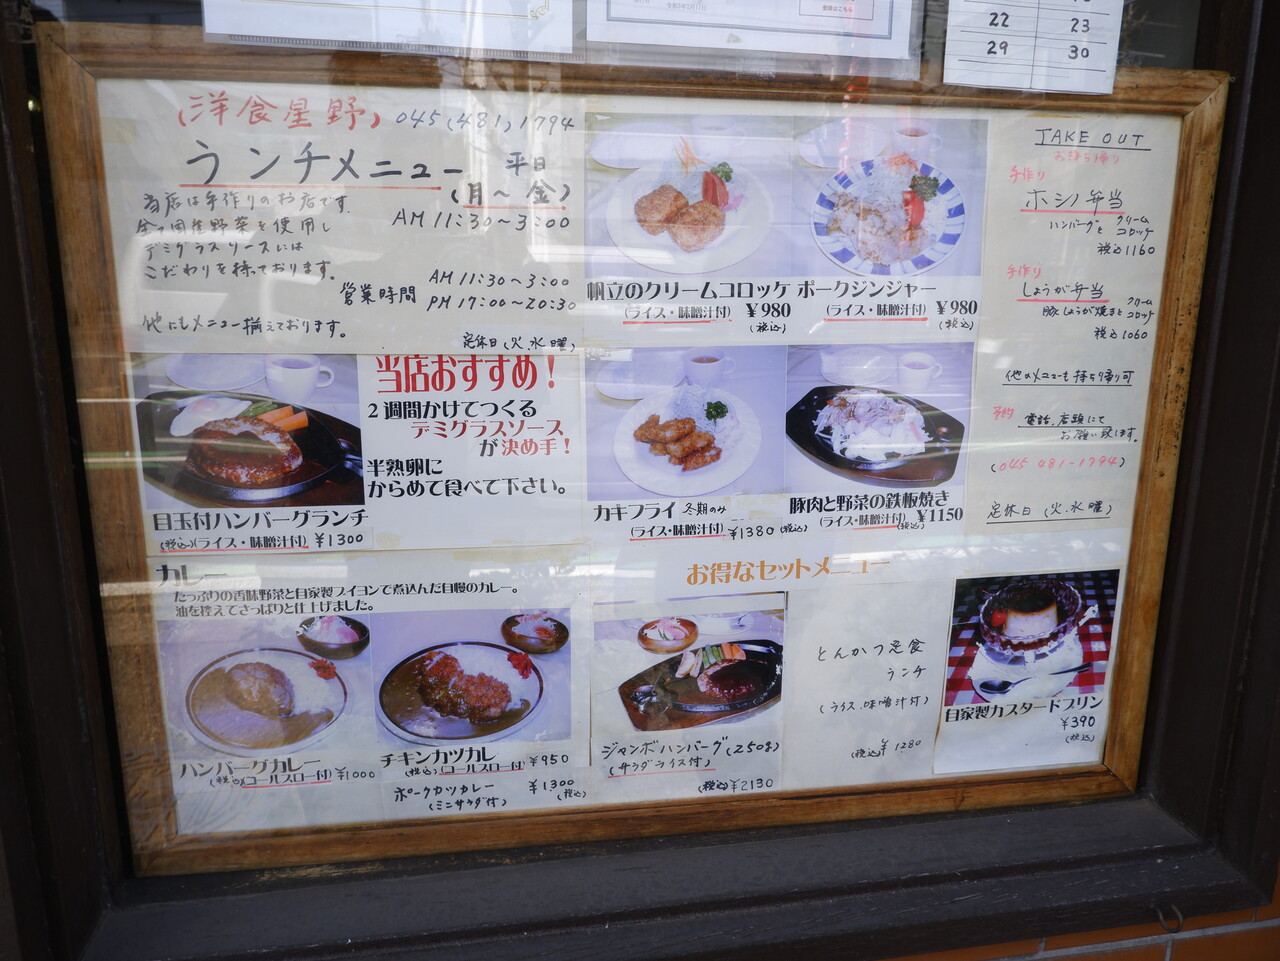 22 23
29 30
(洋食星野) 045(481)1794
ランチメニュー 平日
(月〜金)
AM 11:30〜3:00
当店は手作りのお店です。
全て国産野菜を使用し
デミグラスソースには
こだわりを持っております。
営業時間 AM 11:30〜3:00
PM 17:00〜20:30
他にもメニュー揃えております。
定休日(火.水曜)
帆立のクリームコロッケ
(ライス・味噌汁付) ¥980
(税込)
ポークジンジャー
(ライス・味噌汁付) ¥980
(税込)
TAKE OUT
お持ち帰り
手作り
ホシノ弁当
ハンバーグと クリームコロッケ
税込1160
手作り
しょうが弁当
豚しょうが焼きと クリームコロッケ
税込1060
他のメニューも持ち帰り可
予約 電話,店頭にて
お願い致します。
(045 481-1794)
定休日(火.水曜)
当店おすすめ!
2週間かけてつくる
デミグラスソース
が決め手!
半熟卵に
からめて食べて下さい。
目玉付ハンバーグランチ
(税込)(ライス・味噌汁付) ¥1300
カキフライ 冬期のみ
(ライス・味噌汁付) ¥1380(税込)
豚肉と野菜の鉄板焼き
(ライス・味噌汁付) ¥1150
(税込)
カレー
たっぷりの香味野菜と自家製ブイヨンで煮込んだ自慢のカレー。
油を控えてさっぱりと仕上げました。
ハンバーグカレー
(税込)(コールスロー付) ¥1000
チキンカツカレー
(税込)(コールスロー付) ¥950
ポークカツカレー ¥1,300
(ミニサラダ付) (税込)
お得なセットメニュー
ジャンボハンバーグ(250g)
(サラダライス付)
(税込)¥2130
とんかつ定食
ランチ
(ライス.味噌汁付)
(税込)¥1280
自家製カスタードプリン
¥390
(税込)